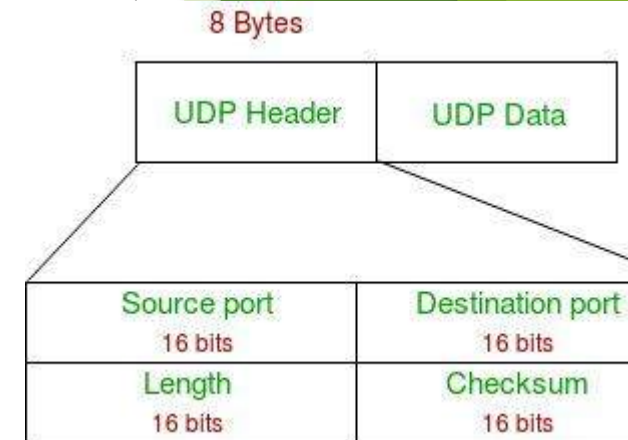 8 Bytes
UDP Header UDP Data
Source port Destination port
16 bits 16 bits
Length Checksum
16 bits 16 bits